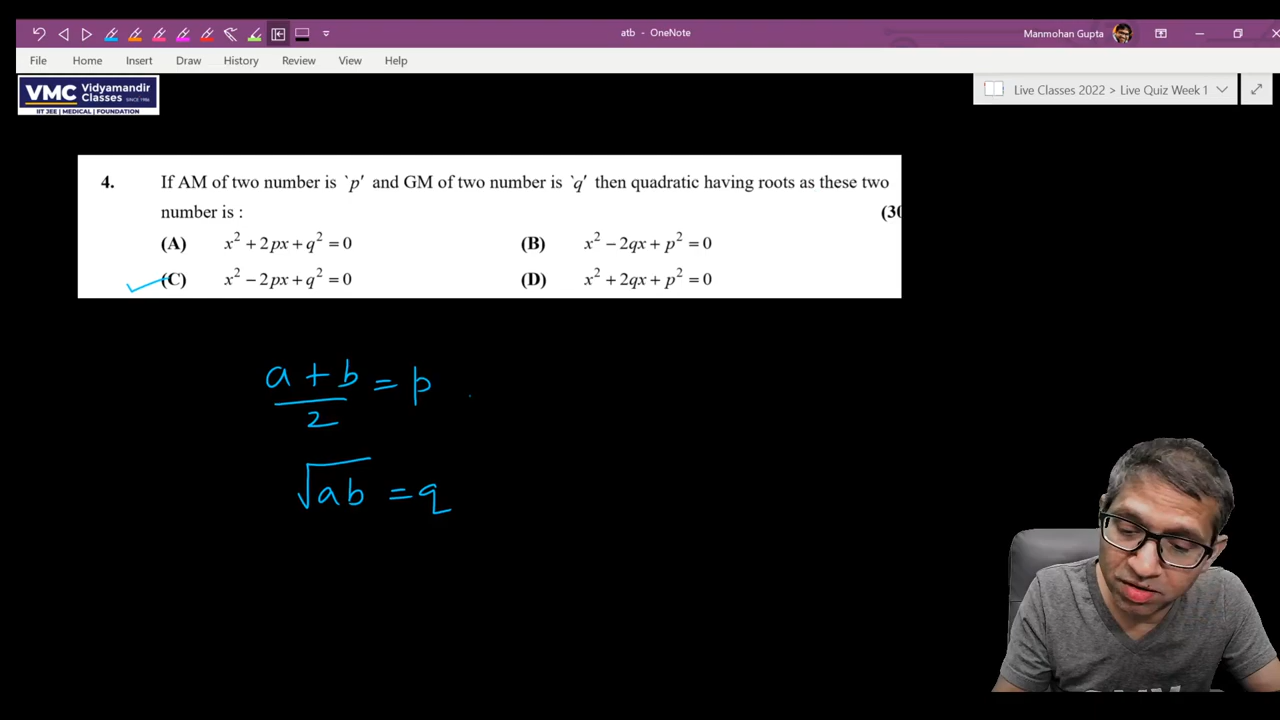 atb - OneNote
Manmohan Gupta
File Home Insert Draw History Review View Help
VMC Vidyamandir Classes SINCE 1986
IIT JEE | MEDICAL | FOUNDATION
Live Classes 2022 > Live Quiz Week 1
4. If AM of two number is `p' and GM of two number is `q' then quadratic having roots as these two
number is : (30
(A) x² + 2px + q² = 0 (B) x² − 2qx + p² = 0
(C) x² − 2px + q² = 0 (D) x² + 2qx + p² = 0
a + b / 2 = p
√ab = q